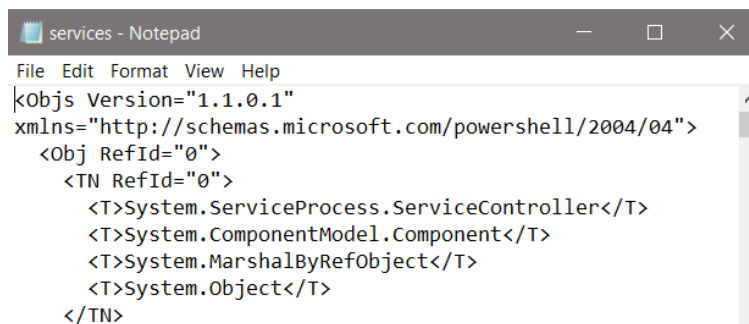 services - Notepad
File Edit Format View Help
<Objs Version="1.1.0.1"
xmlns="http://schemas.microsoft.com/powershell/2004/04">
<Obj RefId="0">
<TN RefId="0">
<T>System.ServiceProcess.ServiceController</T>
<T>System.ComponentModel.Component</T>
<T>System.MarshalByRefObject</T>
<T>System.Object</T>
</TN>